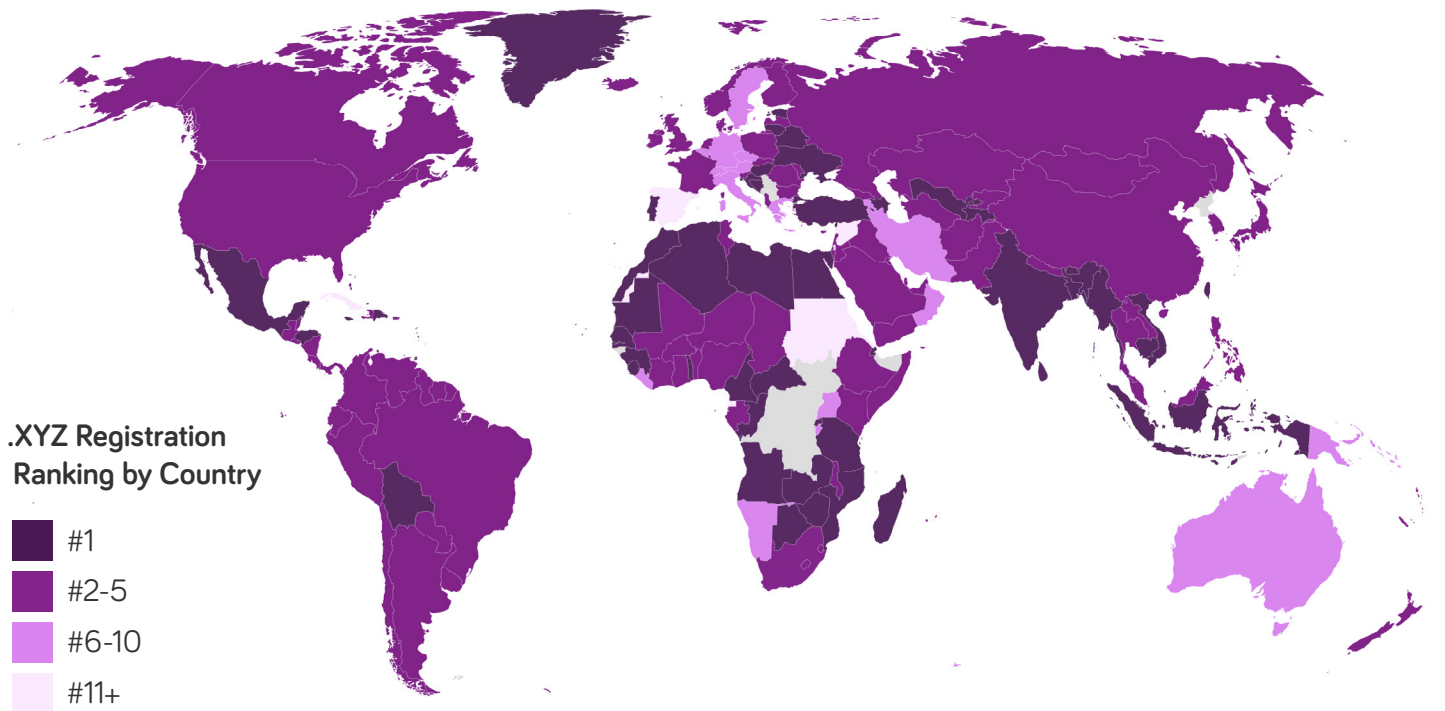 .XYZ Registration
Ranking by Country
#1
#2-5
#6-10
#11+